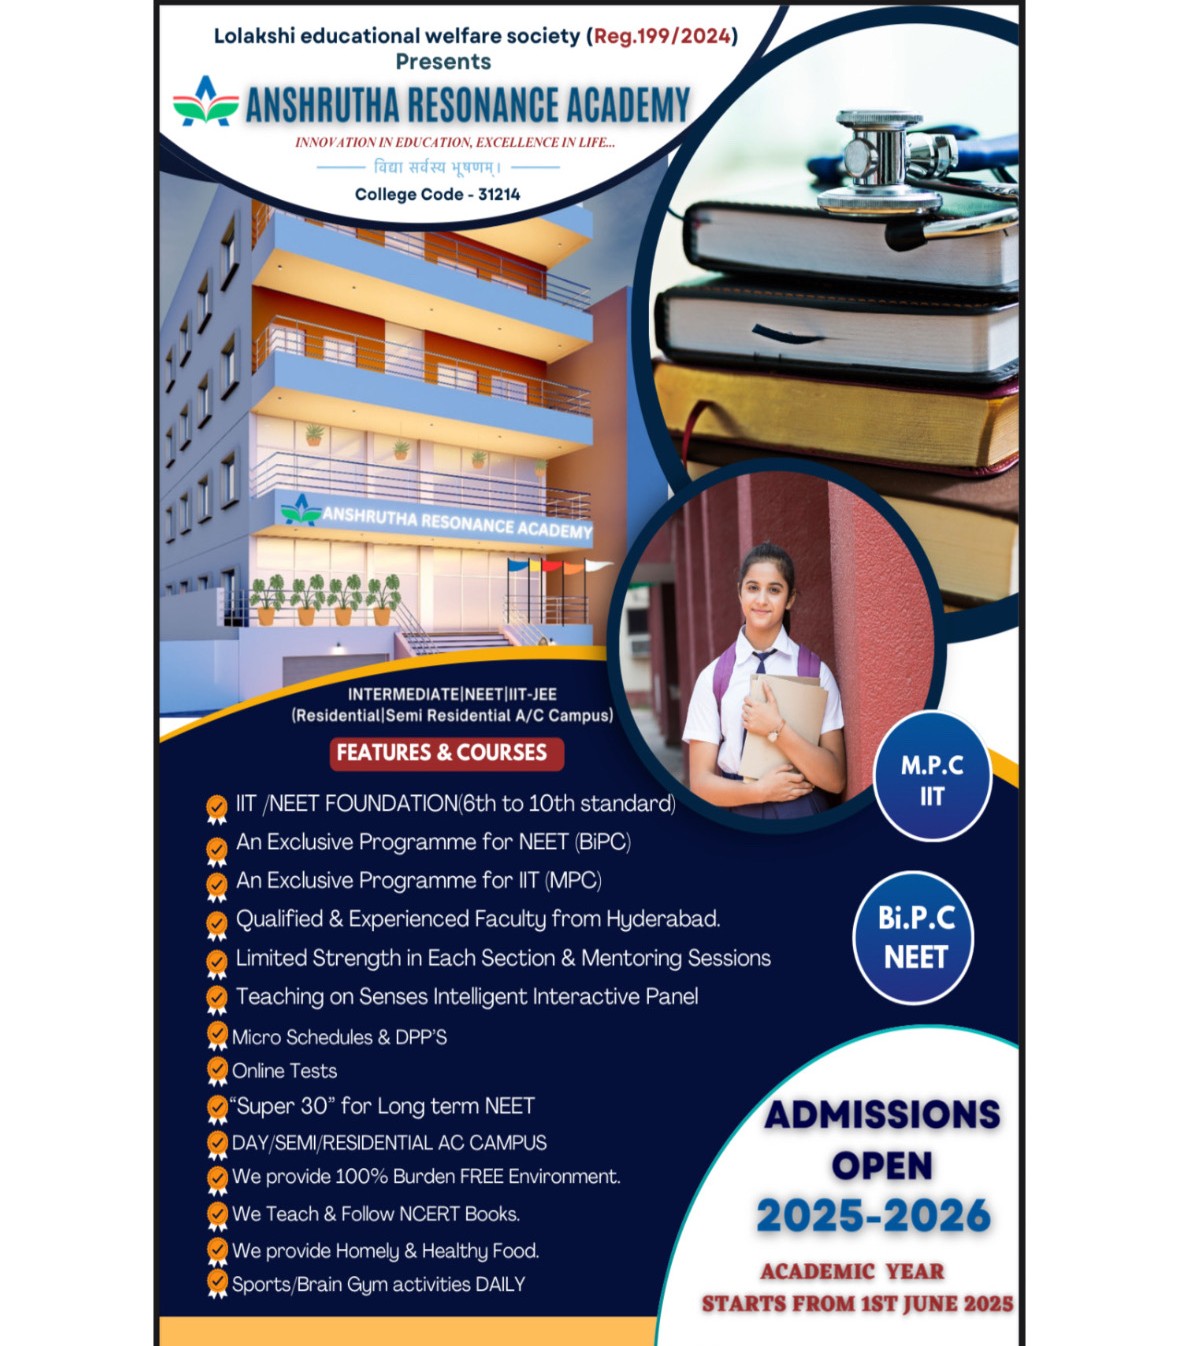 Lolakshi educational welfare society (Reg.199/2024)
Presents
ANSHRUTHA RESONANCE ACADEMY
INNOVATION IN EDUCATION, EXCELLENCE IN LIFE...
विद्या सर्वस्य भूषणम्।
College Code - 31214
ANSHRUTHA RESONANCE ACADEMY
INTERMEDIATE|NEET|IIT-JEE
(Residential|Semi Residential A/C Campus)
FEATURES & COURSES
IIT /NEET FOUNDATION(6th to 10th standard)
An Exclusive Programme for NEET (BiPC)
An Exclusive Programme for IIT (MPC)
Qualified & Experienced Faculty from Hyderabad.
Limited Strength in Each Section & Mentoring Sessions
Teaching on Senses Intelligent Interactive Panel
Micro Schedules & DPP'S
Online Tests
“Super 30” for Long term NEET
DAY/SEMI/RESIDENTIAL AC CAMPUS
We provide 100% Burden FREE Environment.
We Teach & Follow NCERT Books.
We provide Homely & Healthy Food.
Sports/Brain Gym activities DAILY
M.P.C
IIT
Bi.P.C
NEET
ADMISSIONS
OPEN
2025-2026
ACADEMIC YEAR
STARTS FROM 1ST JUNE 2025